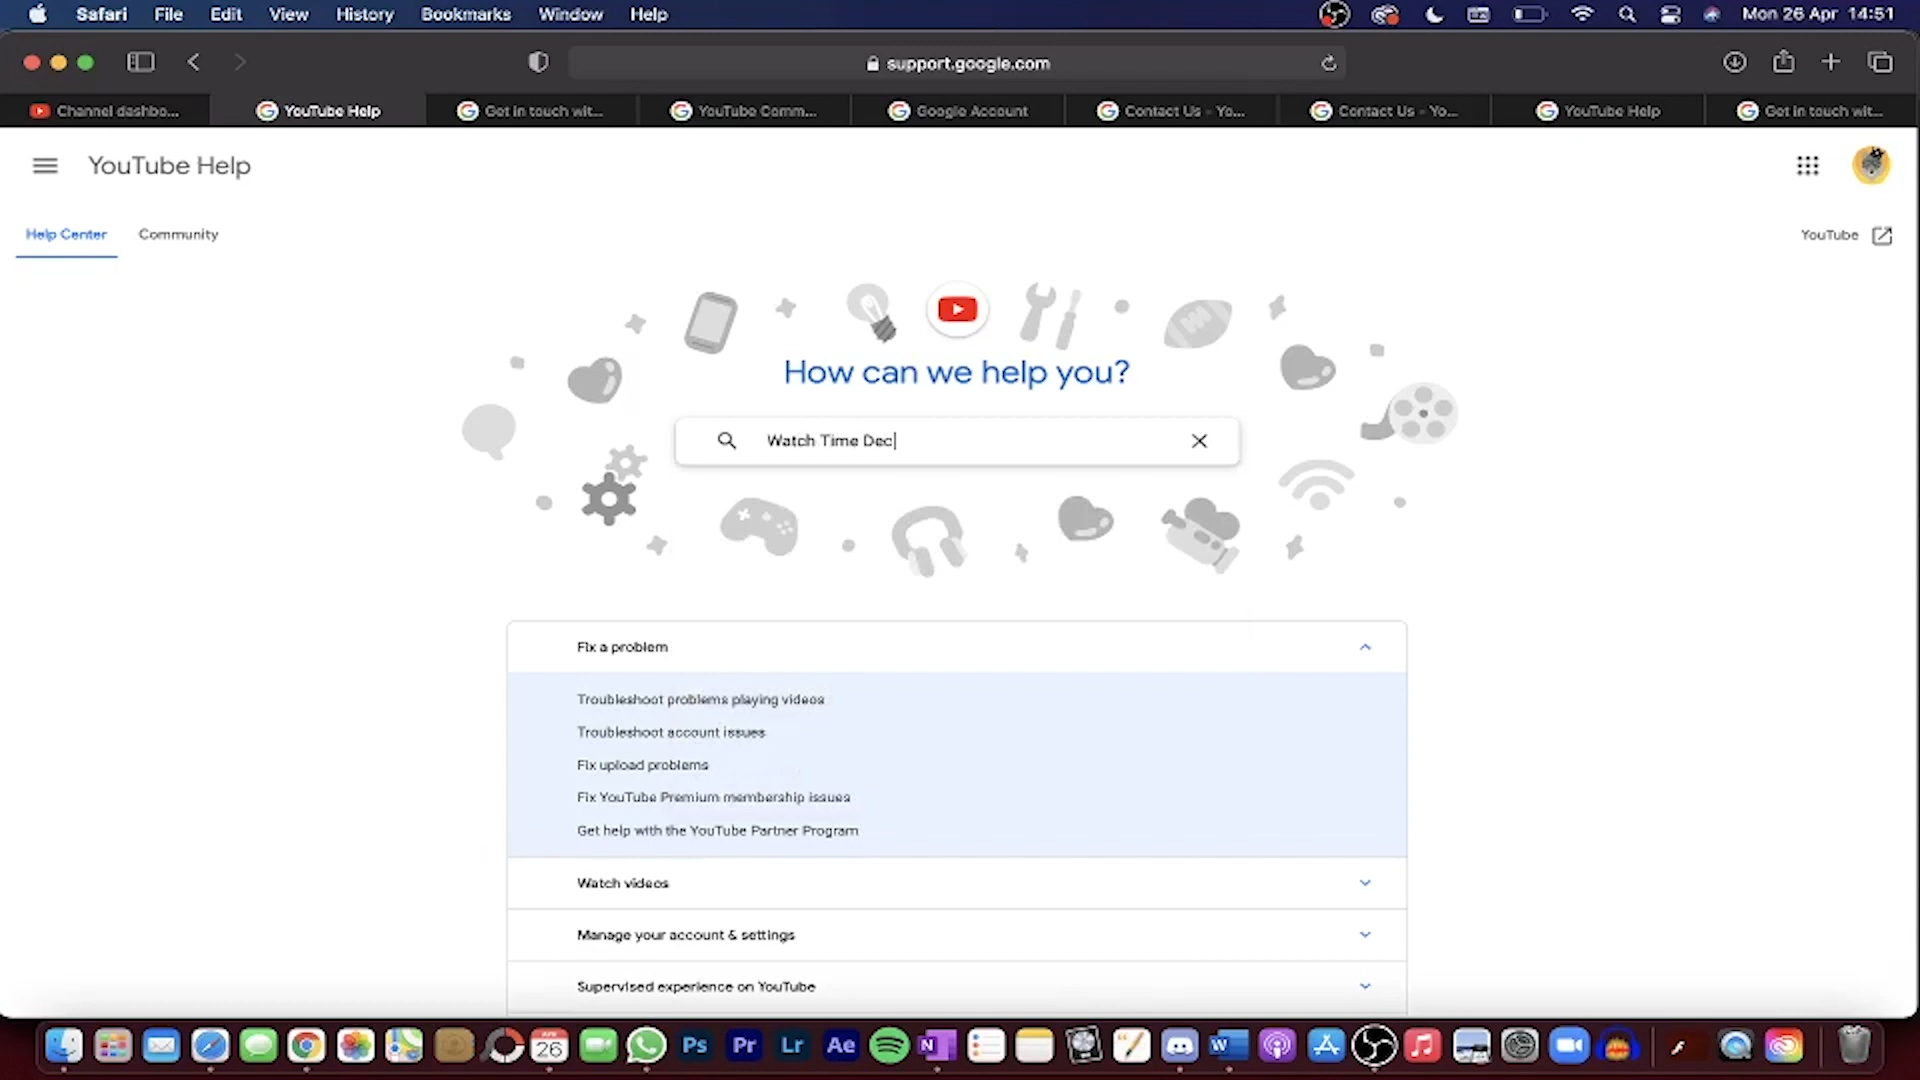 Safari File Edit View History Bookmarks Window Help Mon 26 Apr 14:51
support.google.com
Channel dashbo... YouTube Help Get in touch wit... YouTube Comm... Google Account Contact Us - Yo... Contact Us - Yo... YouTube Help Get in touch wit...
YouTube Help
Help Center Community YouTube
How can we help you?
Watch Time Dec
Fix a problem
Troubleshoot problems playing videos
Troubleshoot account issues
Fix upload problems
Fix YouTube Premium membership issues
Get help with the YouTube Partner Program
Watch videos
Manage your account & settings
Supervised experience on YouTube
26 Ps Pr Lr Ae N W